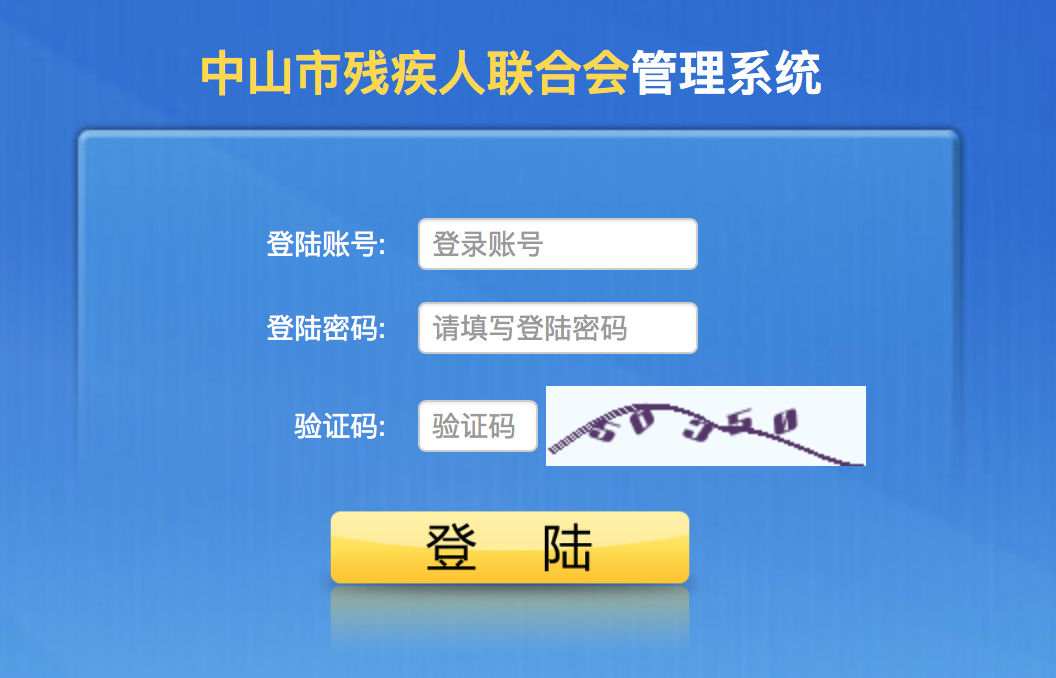 中山市残疾人联合会管理系统
登陆账号: 登录账号
登陆密码: 请填写登陆密码
验证码: 验证码
登 陆